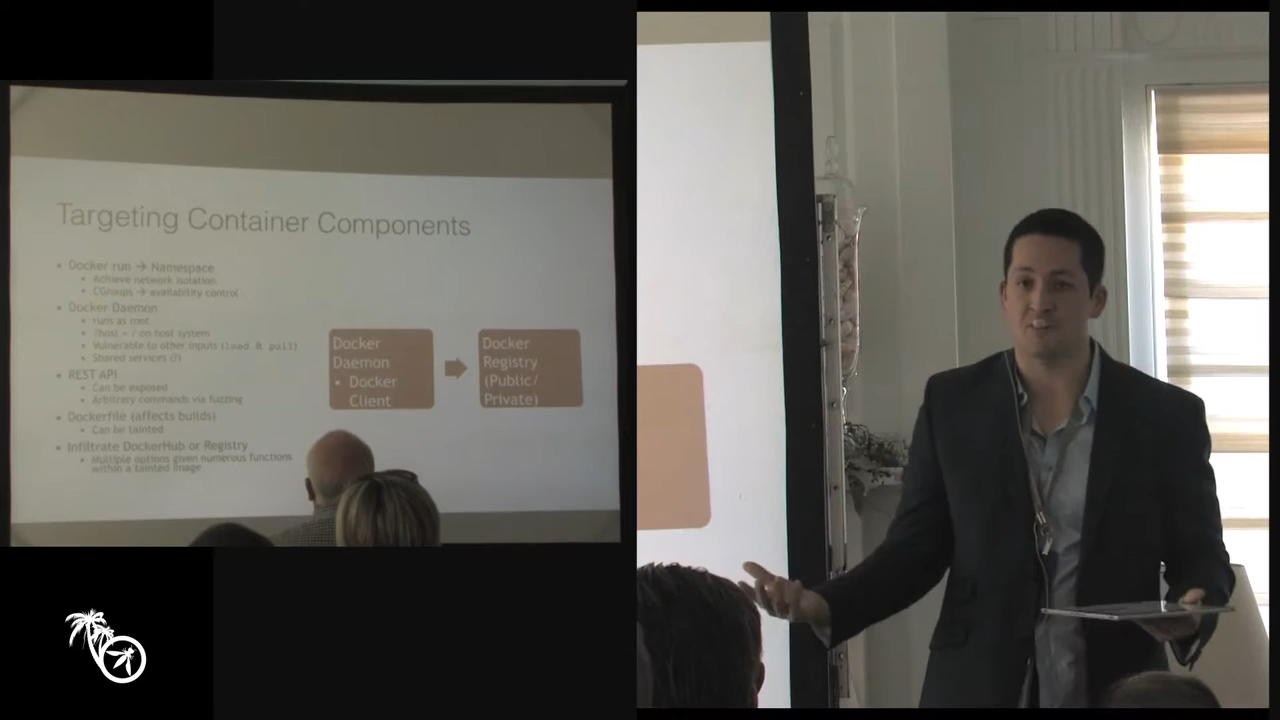 Targeting Container Components
• Docker run → Namespace
• Achieve network isolation
• CGroups → availability control
• Docker Daemon
• runs as root
• /host = / on host system
• Vulnerable to other inputs (load & pull)
• Shared services (?)
• REST API
• Can be exposed
• Arbitrary commands via fuzzing
• Dockerfile (affects builds)
• Can be tainted
• Infiltrate DockerHub or Registry
• Multiple options given numerous functions
within a tainted image
Docker
Daemon
• Docker
Client
Docker
Registry
(Public/
Private)